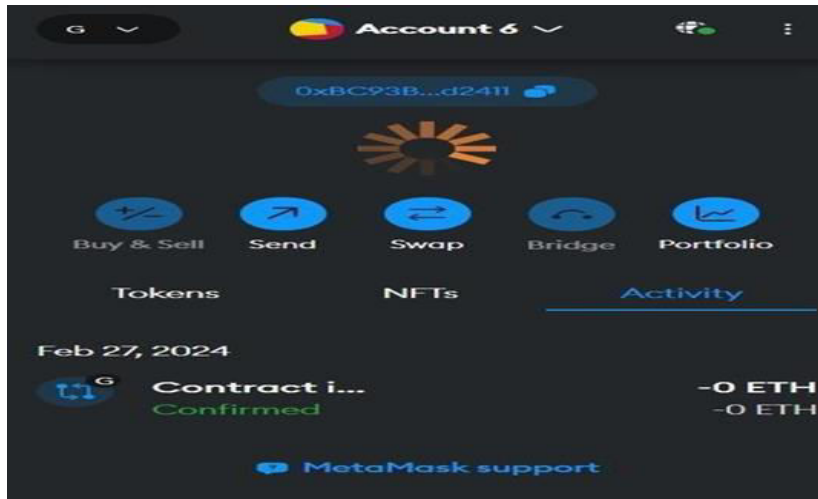 G
Account 6
0xBC93B...d2411
Buy & Sell Send Swap Bridge Portfolio
Tokens NFTs Activity
Feb 27, 2024
G
Contract i... -0 ETH
Confirmed -0 ETH
MetaMask support